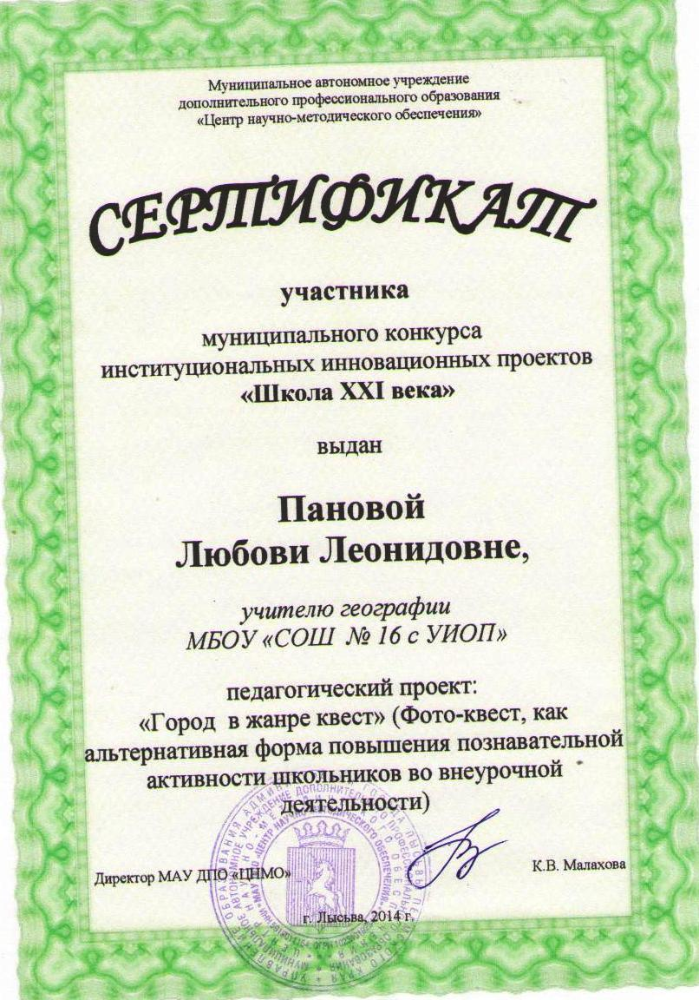 Муниципальное автономное учреждение
дополнительного профессионального образования
«Центр научно-методического обеспечения»
СЕРТИФИКАТ
участника
муниципального конкурса
институциональных инновационных проектов
«Школа XXI века»
выдан
Пановой
Любови Леонидовне,
учителю географии
МБОУ «СОШ № 16 с УИОП»
педагогический проект:
«Город в жанре квест» (Фото-квест, как
альтернативная форма повышения познавательной
активности школьников во внеурочной
деятельности)
Директор МАУ ДПО «ЦНМО»
К.В. Малахова
г. Лысьва, 2014 г.